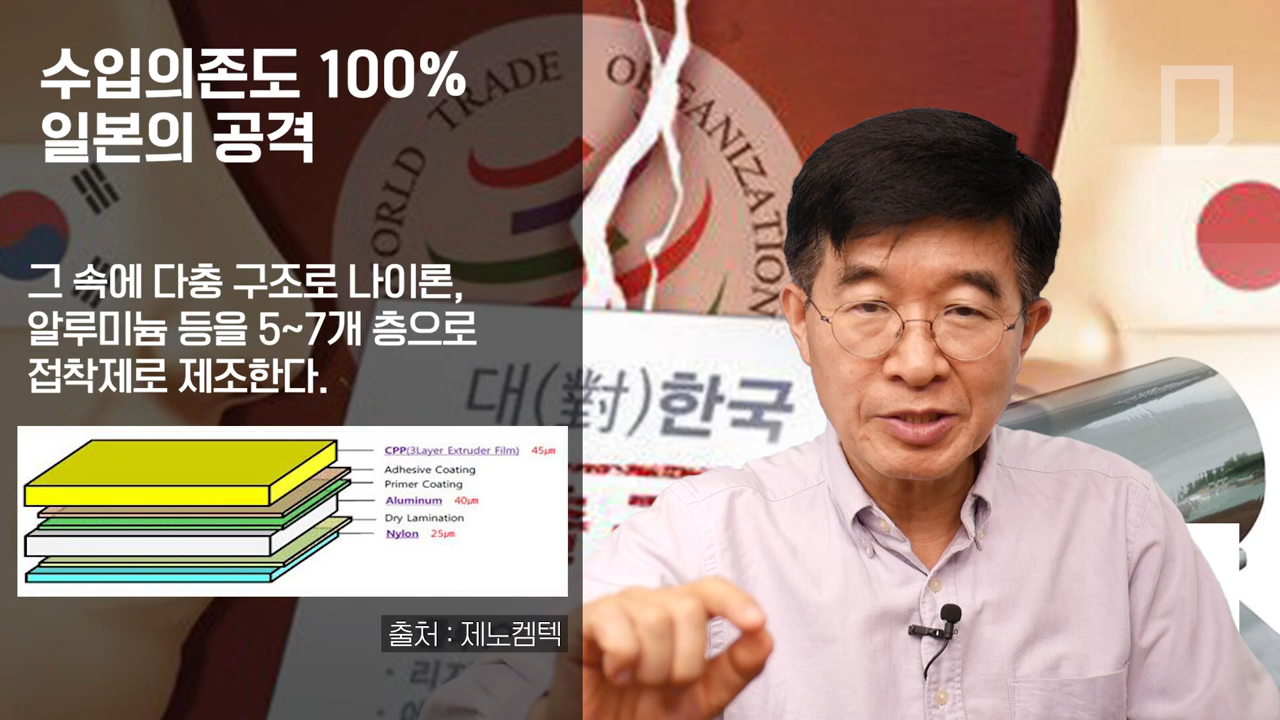 수입의존도 100%
일본의 공격
WORLD TRADE ORGANIZATION
그 속에 다층 구조로 나이론,
알루미늄 등을 5~7개 층으로
접착제로 제조한다.
대(對)한국
CPP(3Layer Extruder Film) 45㎛
Adhesive Coating
Primer Coating
Aluminum 40㎛
Dry Lamination
Nylon 25㎛
출처 : 제노켐텍